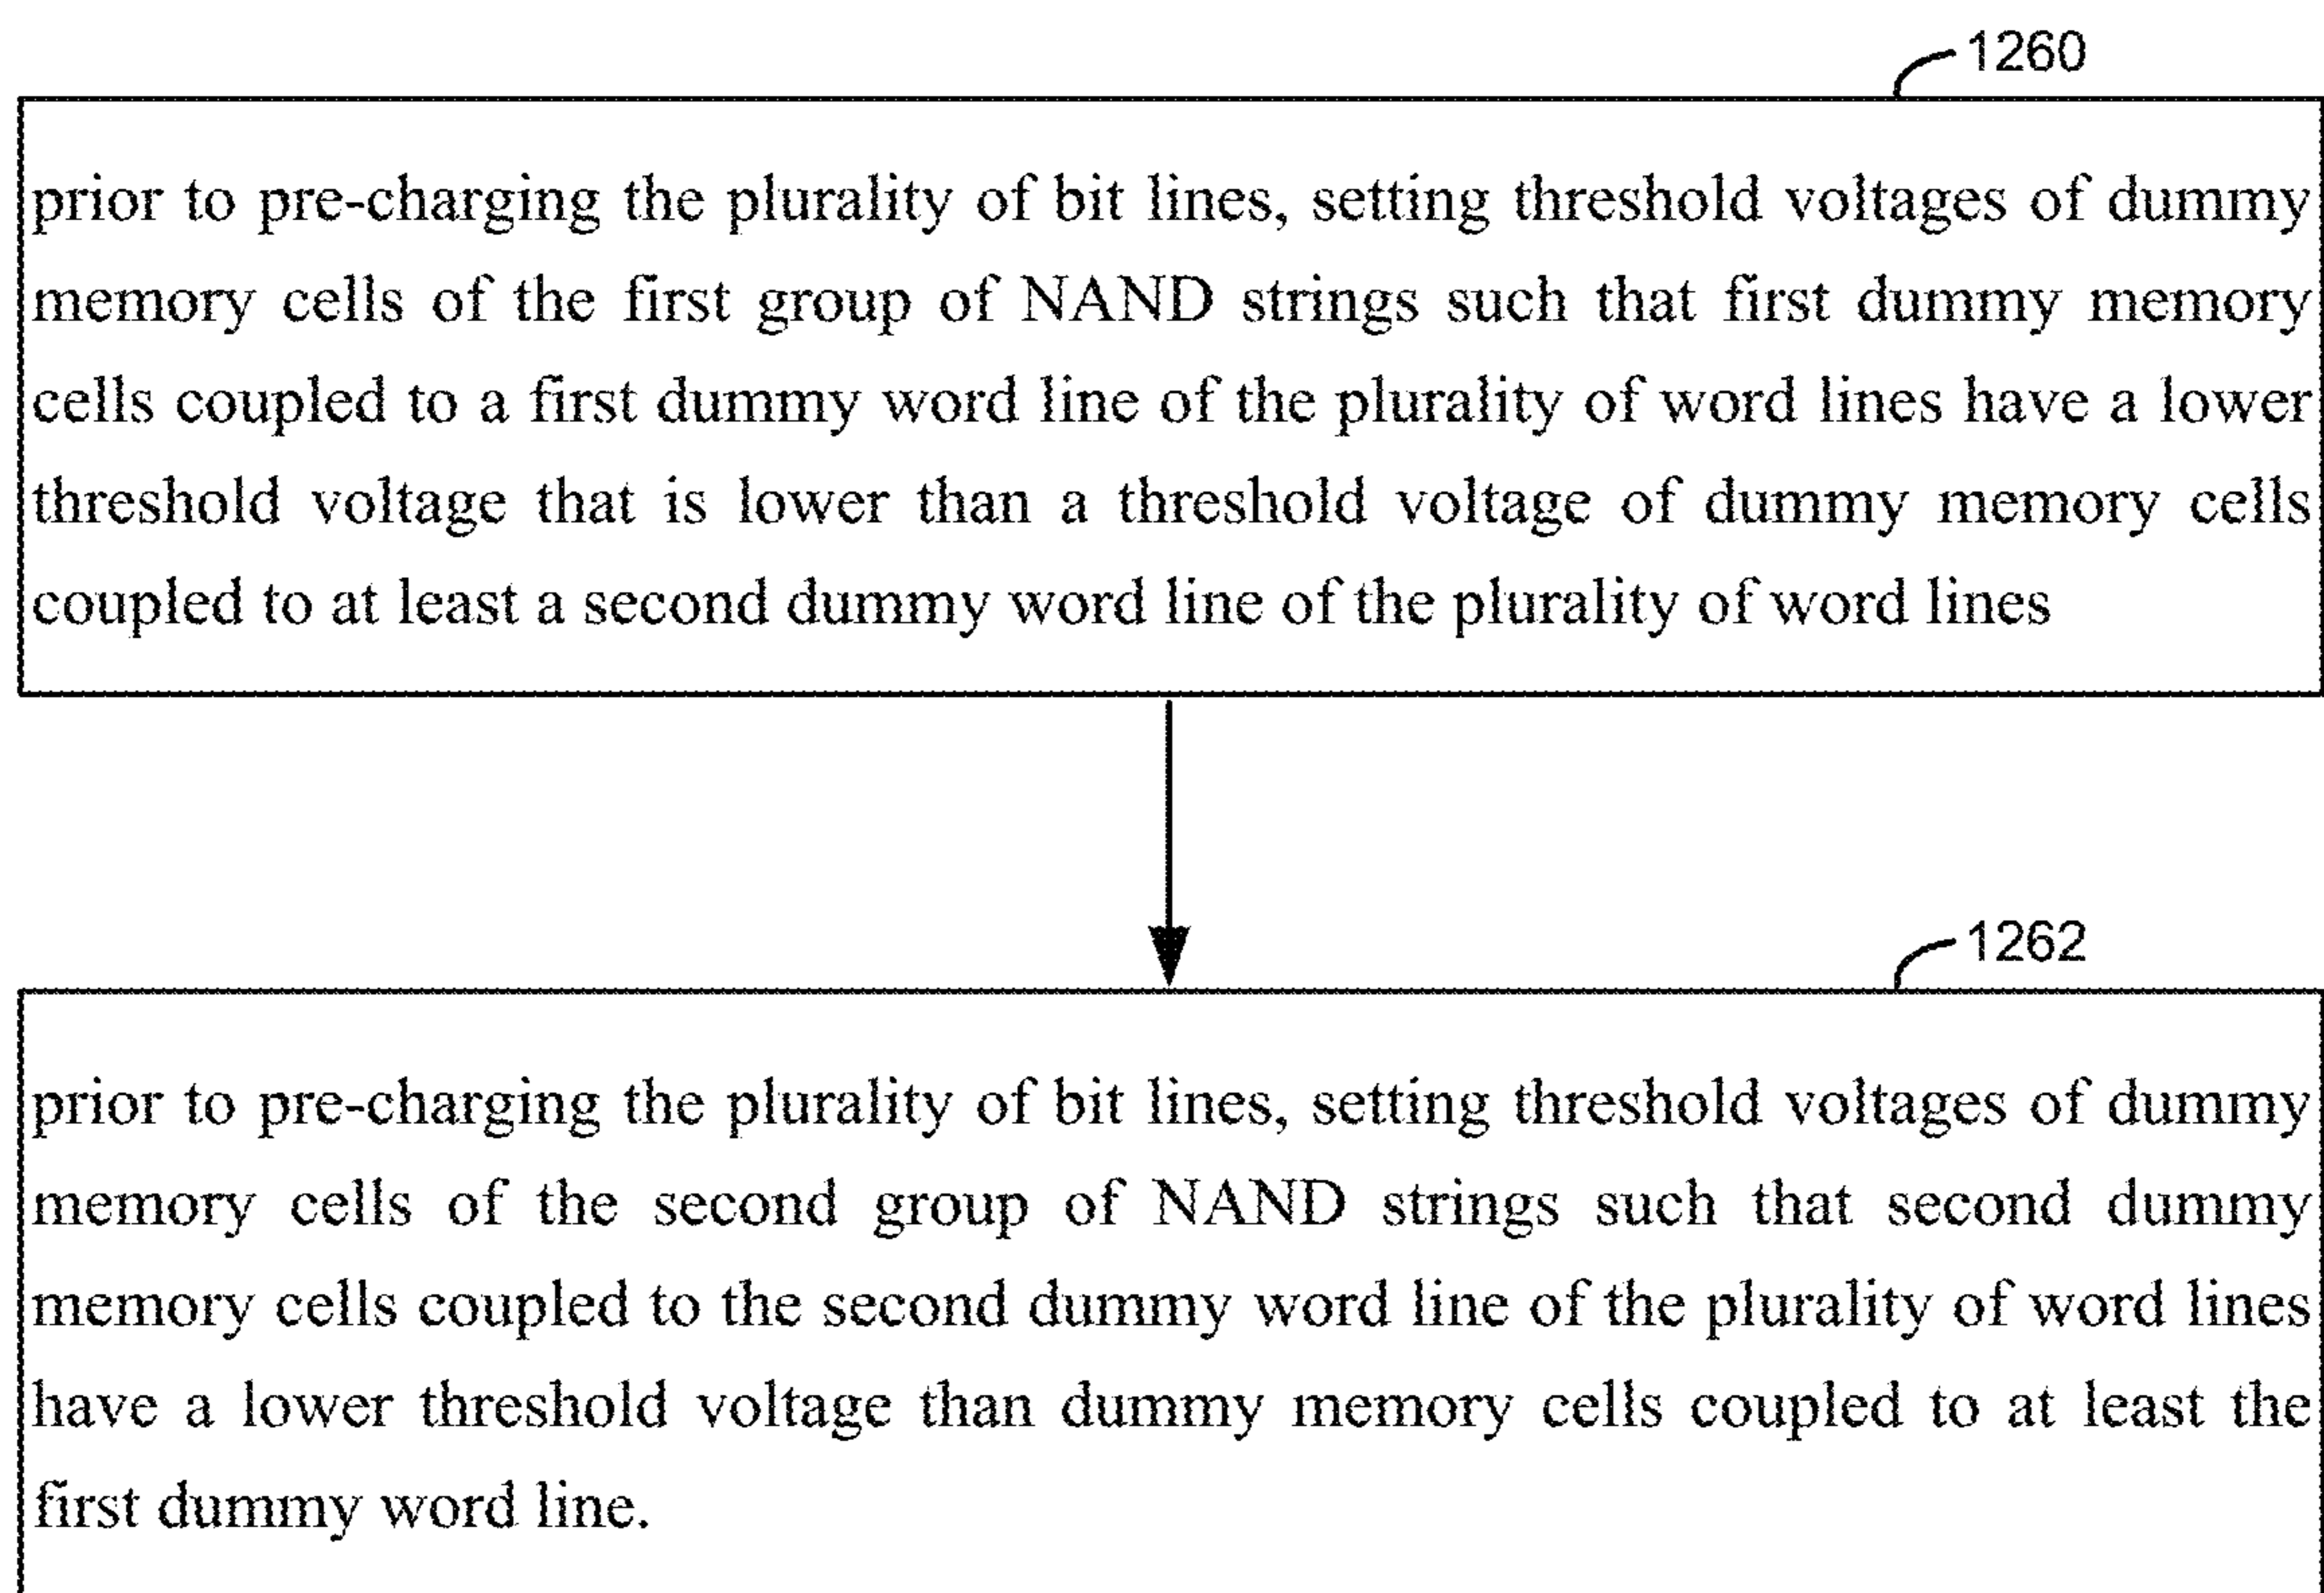 1260
prior to pre-charging the plurality of bit lines, setting threshold voltages of dummy
memory cells of the first group of NAND strings such that first dummy memory
cells coupled to a first dummy word line of the plurality of word lines have a lower
threshold voltage that is lower than a threshold voltage of dummy memory cells
coupled to at least a second dummy word line of the plurality of word lines
1262
prior to pre-charging the plurality of bit lines, setting threshold voltages of dummy
memory cells of the second group of NAND strings such that second dummy
memory cells coupled to the second dummy word line of the plurality of word lines
have a lower threshold voltage than dummy memory cells coupled to at least the
first dummy word line.